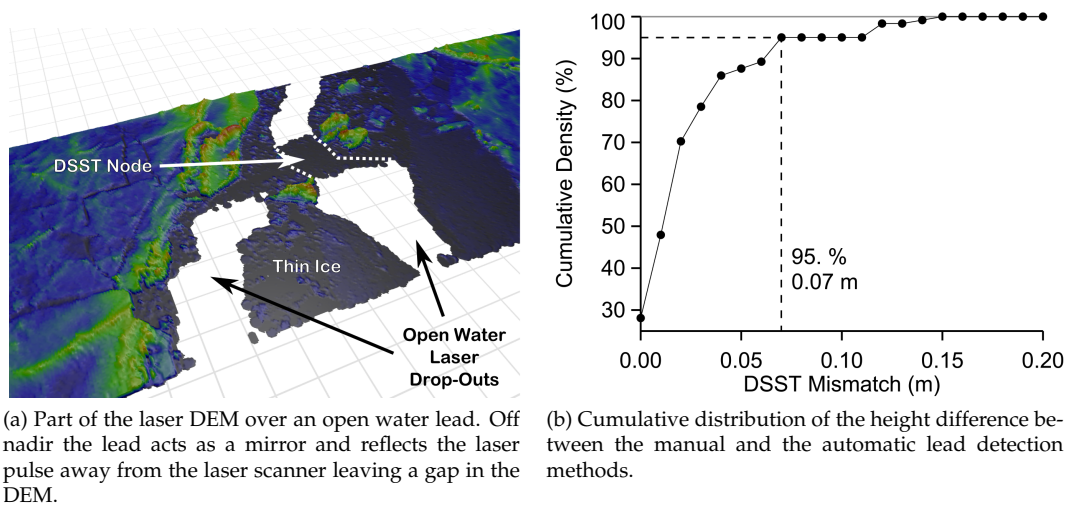 DSST Node
Thin Ice
Open Water
Laser
Drop-Outs
(a) Part of the laser DEM over an open water lead. Off
nadir the lead acts as a mirror and reflects the laser
pulse away from the laser scanner leaving a gap in the
DEM.
Cumulative Density (%)
100
90
80
70
60
50
40
30
95. %
0.07 m
0.00 0.05 0.10 0.15 0.20
DSST Mismatch (m)
(b) Cumulative distribution of the height difference be-
tween the manual and the automatic lead detection
methods.